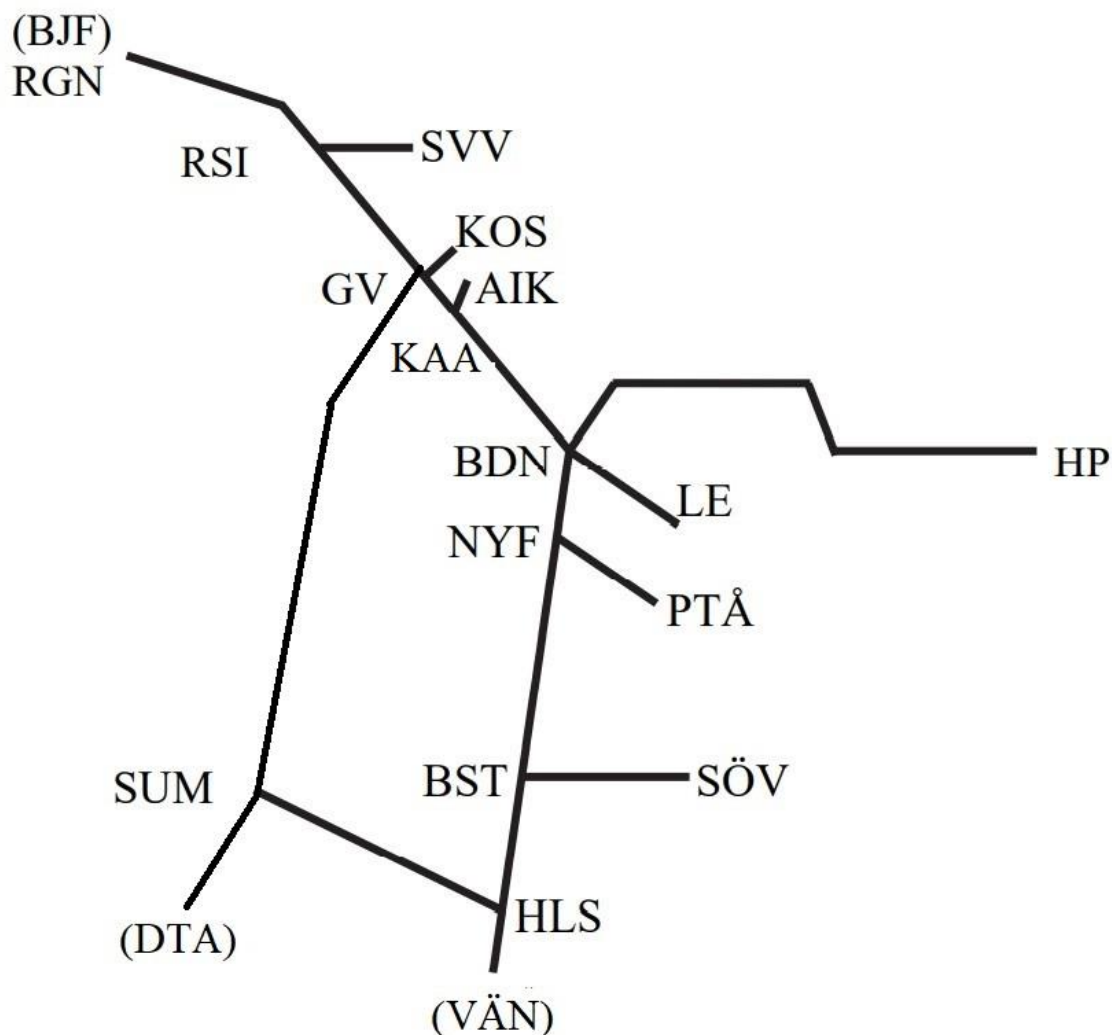 (BJF)
RGN
SVV
RSI
KOS
GV
AIK
KAA
BDN
HP
LE
NYF
PTÅ
SUM
BST
SÖV
HLS
(DTA)
(VÄN)